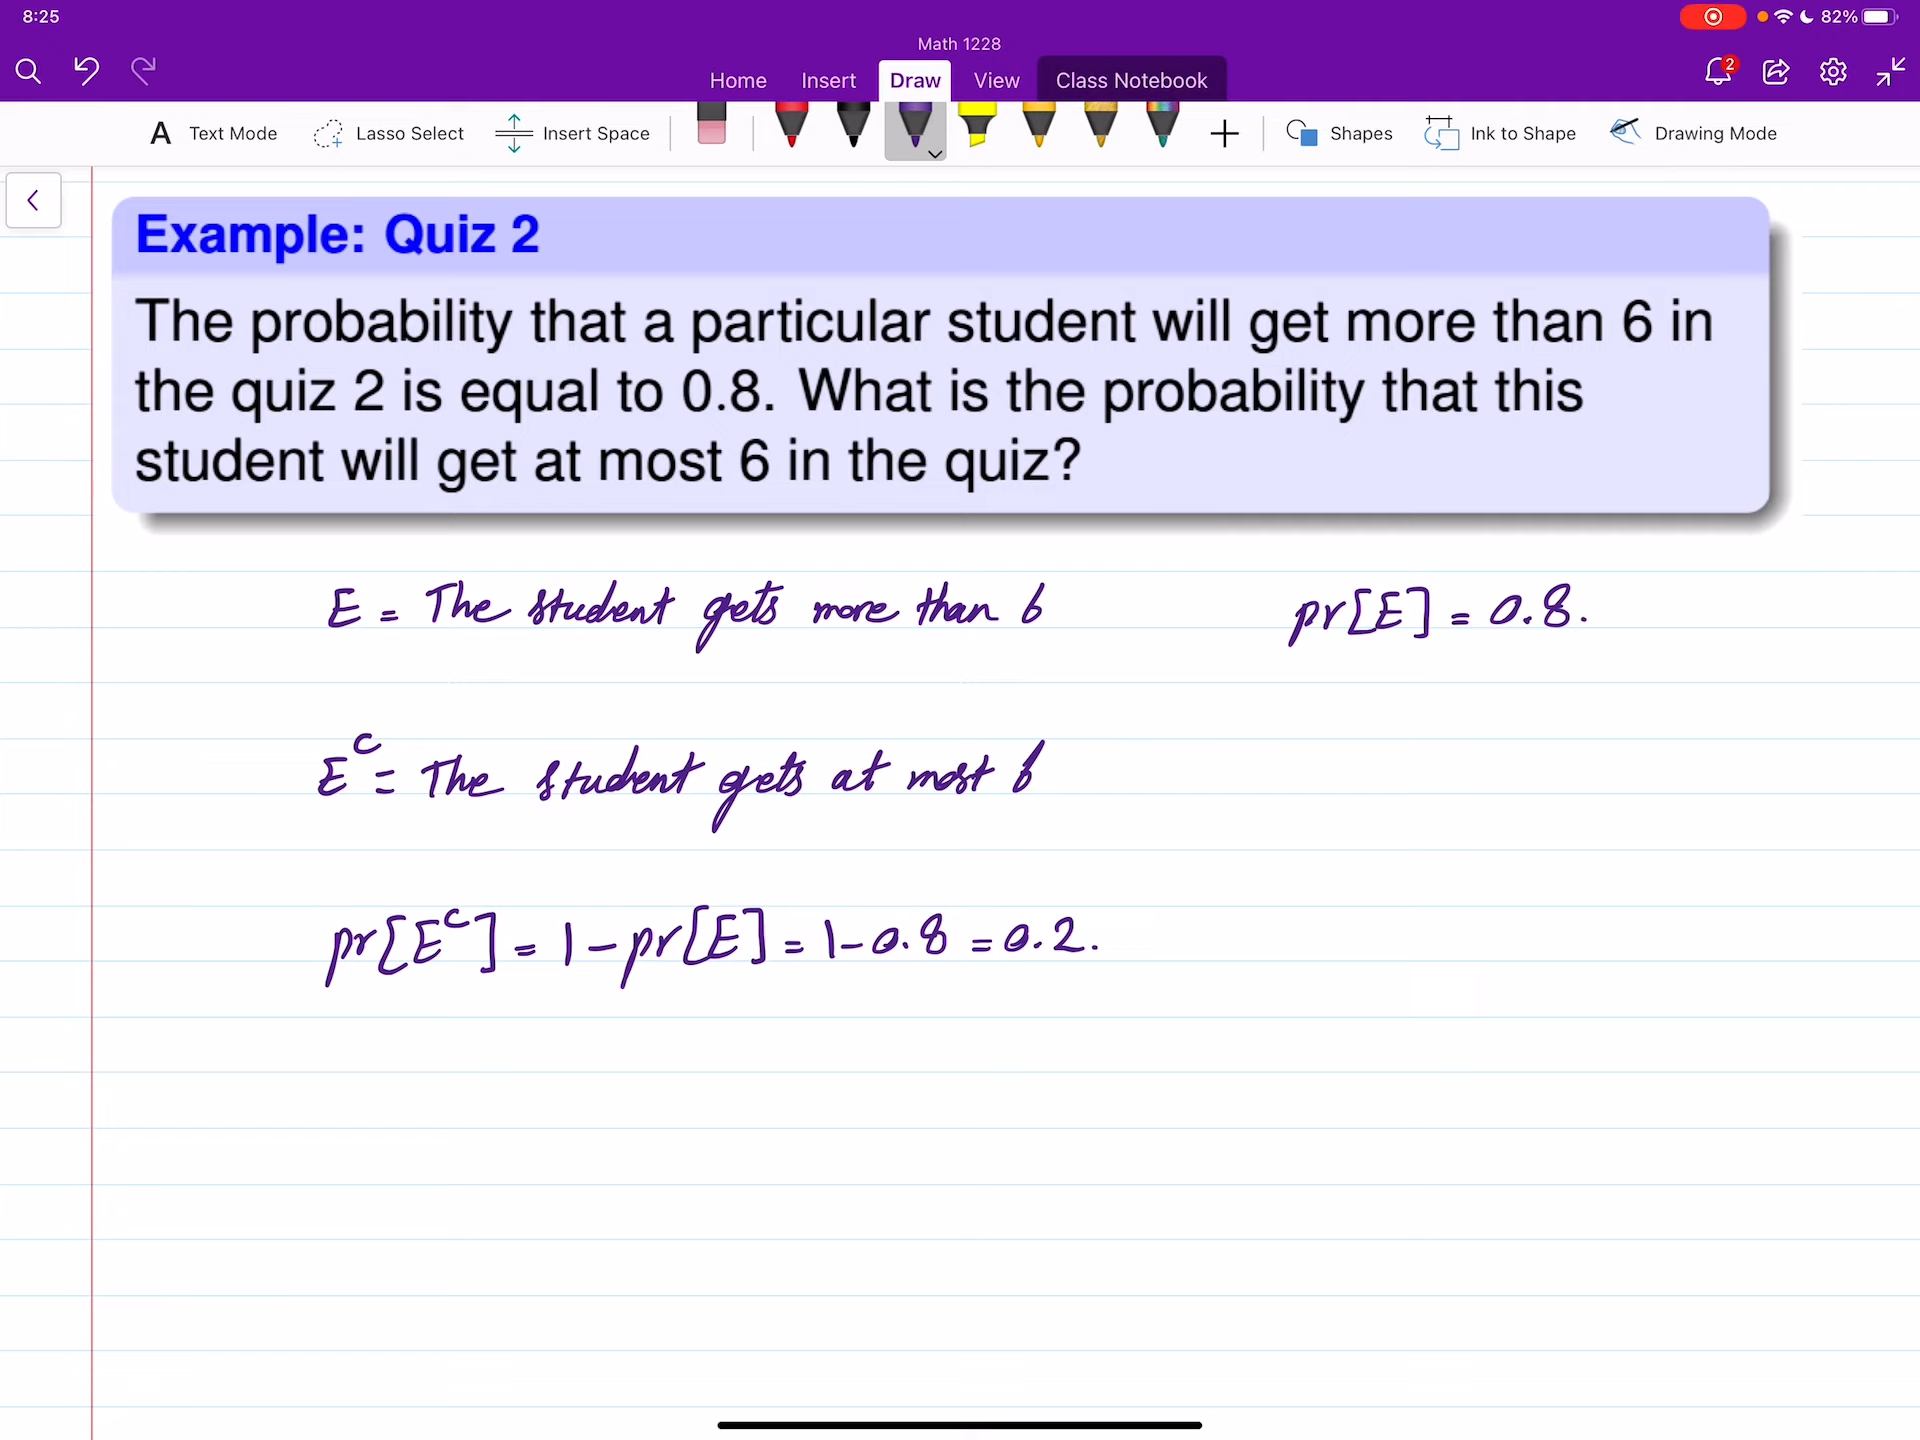 8:25
82%
Math 1228
2
Home Insert Draw View Class Notebook
A Text Mode Lasso Select Insert Space Shapes Ink to Shape Drawing Mode
Example: Quiz 2
The probability that a particular student will get more than 6 in
the quiz 2 is equal to 0.8. What is the probability that this
student will get at most 6 in the quiz?
E = The student gets more than 6 pr[E] = 0.8.
Eᶜ = The student gets at most 6
pr[Eᶜ] = 1 - pr[E] = 1 - 0.8 = 0.2.